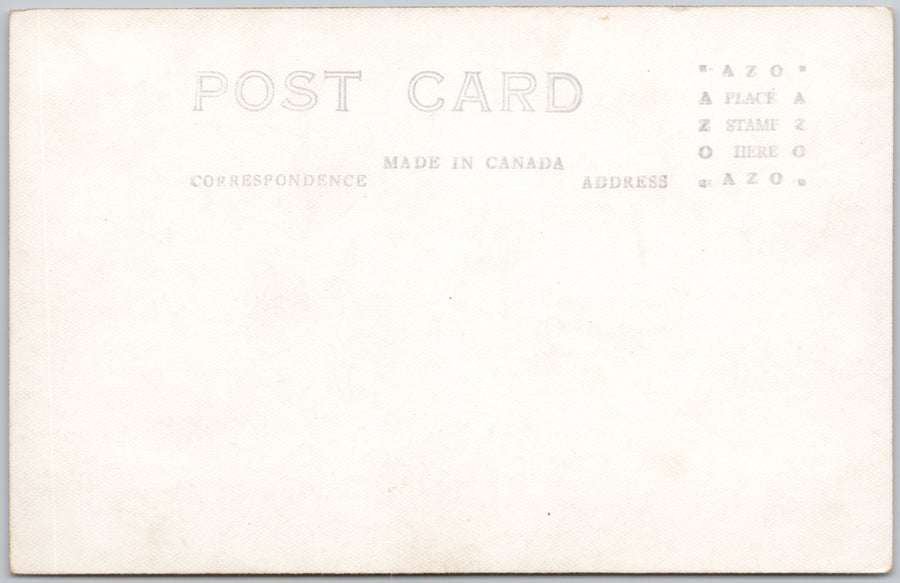 POST CARD
MADE IN CANADA
CORRESPONDENCE
ADDRESS
A Z O
A PLACE A
Z STAMP Z
O HERE O
A Z O